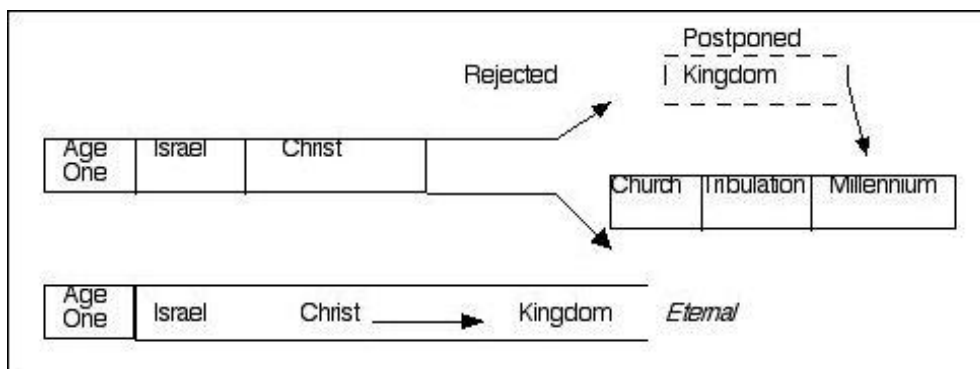 Postponed
Rejected Kingdom
Age One Israel Christ
Church Tribulation Millennium
Age One Israel Christ Kingdom Eternal